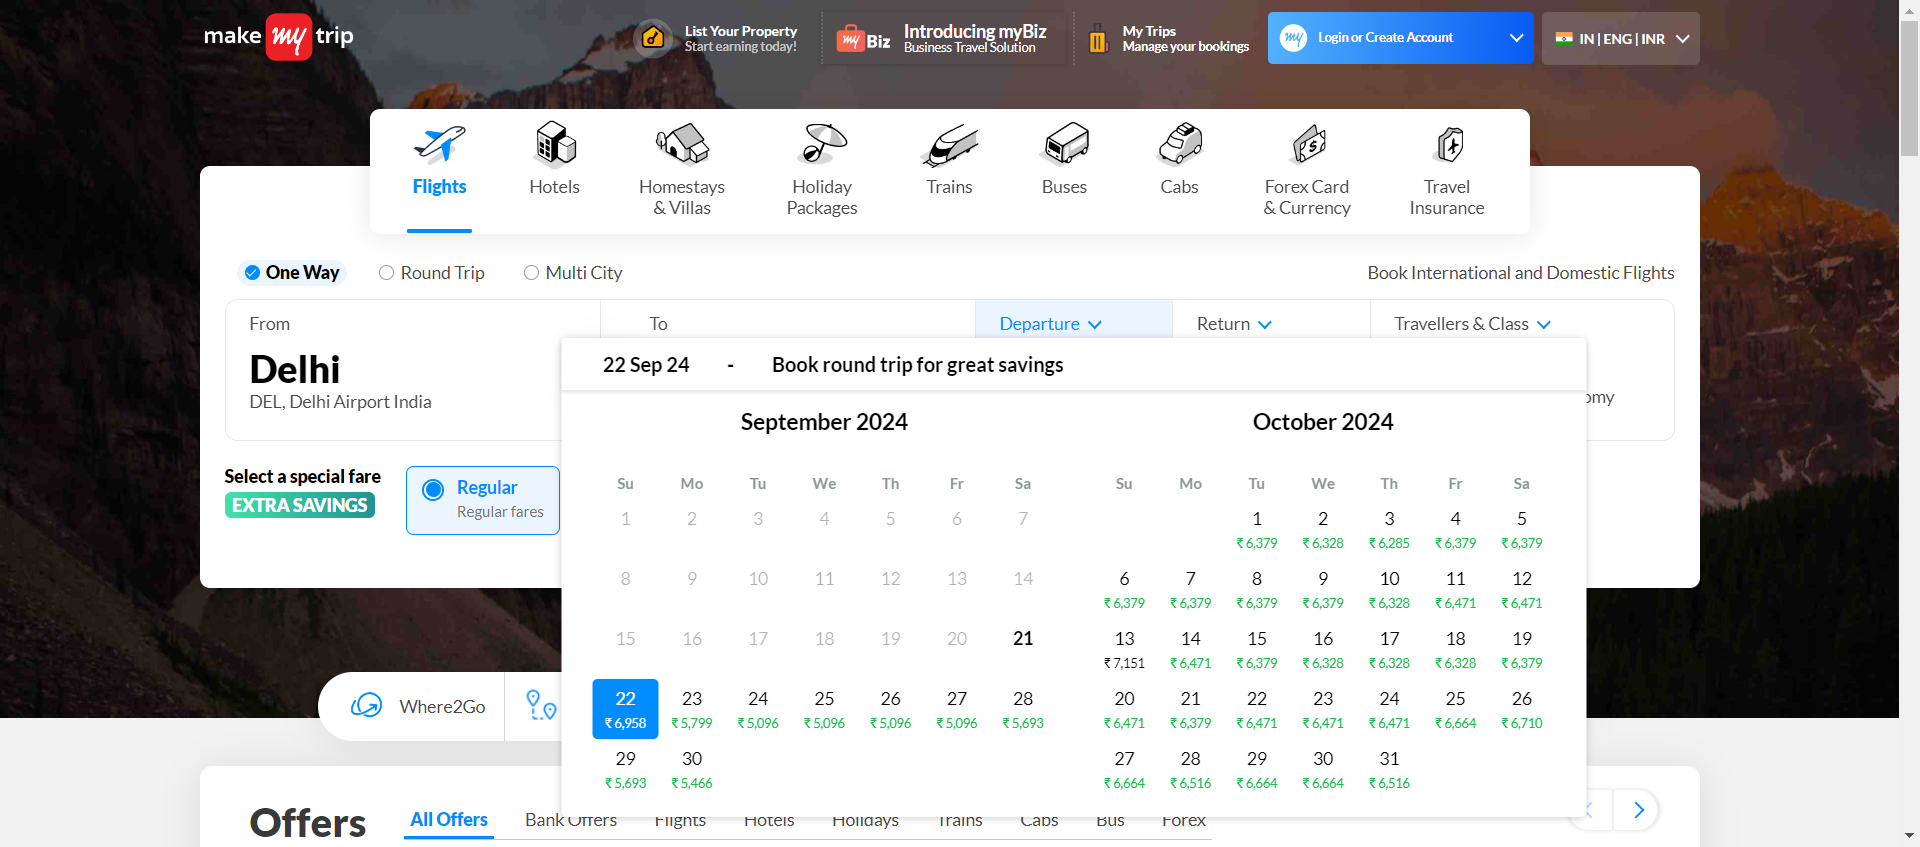 make my trip
List Your Property
Start earning today!
my Biz
Introducing myBiz
Business Travel Solution
My Trips
Manage your bookings
my
Login or Create Account
IN | ENG | INR
Flights
Hotels
Homestays
& Villas
Holiday
Packages
Trains
Buses
Cabs
Forex Card
& Currency
Travel
Insurance
One Way
Round Trip
Multi City
Book International and Domestic Flights
From
To
Departure
Return
Travellers & Class
Delhi
DEL, Delhi Airport India
omy
22 Sep 24 - Book round trip for great savings
Select a special fare
EXTRA SAVINGS
Regular
Regular fares
September 2024
Su Mo Tu We Th Fr Sa
1 2 3 4 5 6 7
8 9 10 11 12 13 14
15 16 17 18 19 20 21
22 23 24 25 26 27 28
₹ 6,958 ₹ 5,799 ₹ 5,096 ₹ 5,096 ₹ 5,096 ₹ 5,096 ₹ 5,693
29 30
₹ 5,693 ₹ 5,466
October 2024
Su Mo Tu We Th Fr Sa
1 2 3 4 5
₹ 6,379 ₹ 6,328 ₹ 6,285 ₹ 6,379 ₹ 6,379
6 7 8 9 10 11 12
₹ 6,379 ₹ 6,379 ₹ 6,379 ₹ 6,379 ₹ 6,328 ₹ 6,471 ₹ 6,471
13 14 15 16 17 18 19
₹ 7,151 ₹ 6,471 ₹ 6,379 ₹ 6,328 ₹ 6,328 ₹ 6,328 ₹ 6,379
20 21 22 23 24 25 26
₹ 6,471 ₹ 6,379 ₹ 6,471 ₹ 6,471 ₹ 6,471 ₹ 6,664 ₹ 6,710
27 28 29 30 31
₹ 6,664 ₹ 6,516 ₹ 6,664 ₹ 6,664 ₹ 6,516
Where2Go
Offers
All Offers
Bank Offers
Flights
Hotels
Holidays
Trains
Cabs
Bus
Forex